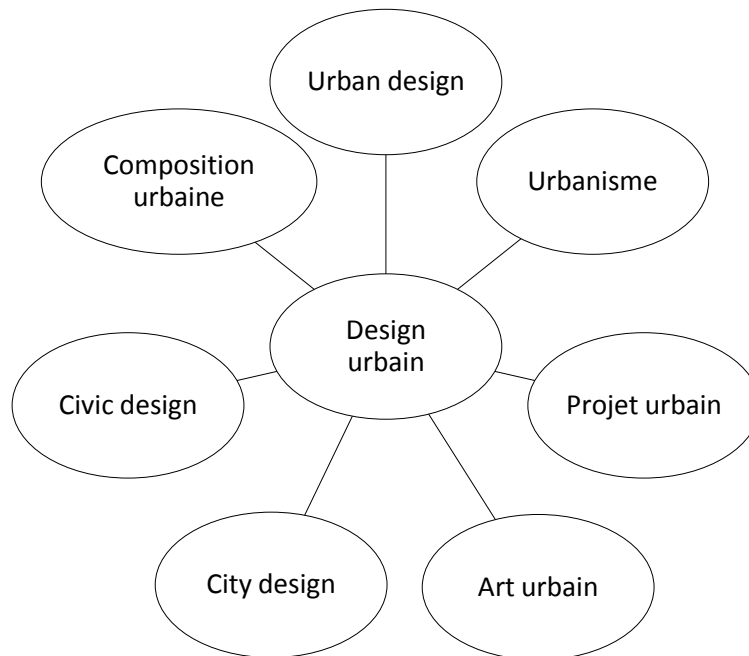 Urban design
Composition
urbaine
Urbanisme
Design
urbain
Civic design
Projet urbain
City design
Art urbain